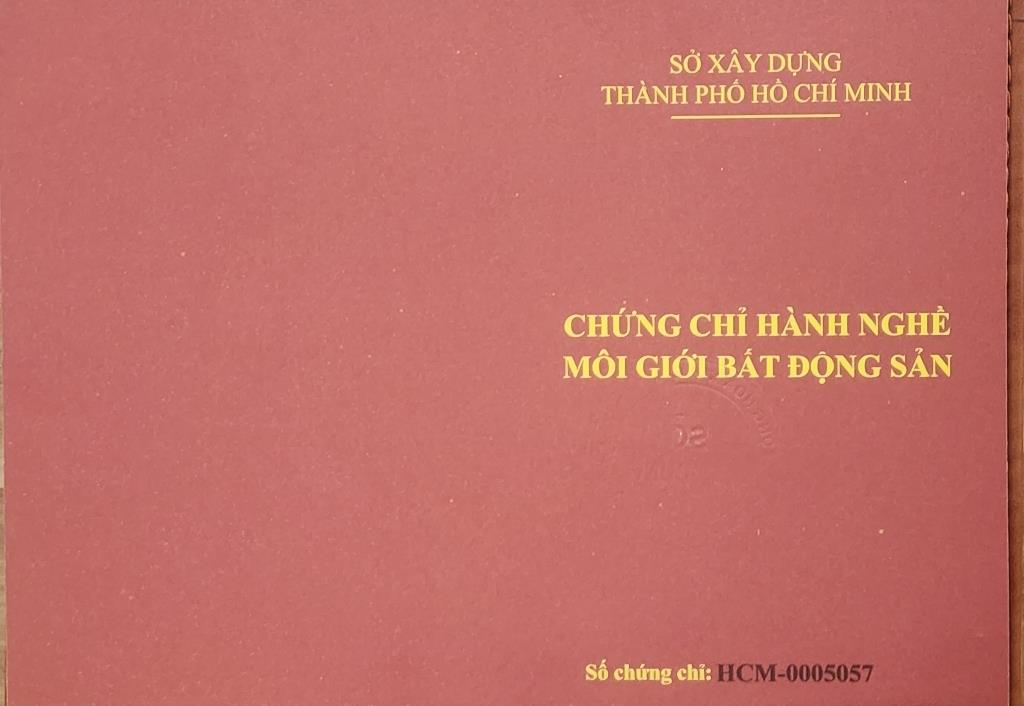 SỞ XÂY DỰNG
THÀNH PHỐ HỒ CHÍ MINH
CHỨNG CHỈ HÀNH NGHỀ
MÔI GIỚI BẤT ĐỘNG SẢN
Số chứng chỉ: HCM-0005057